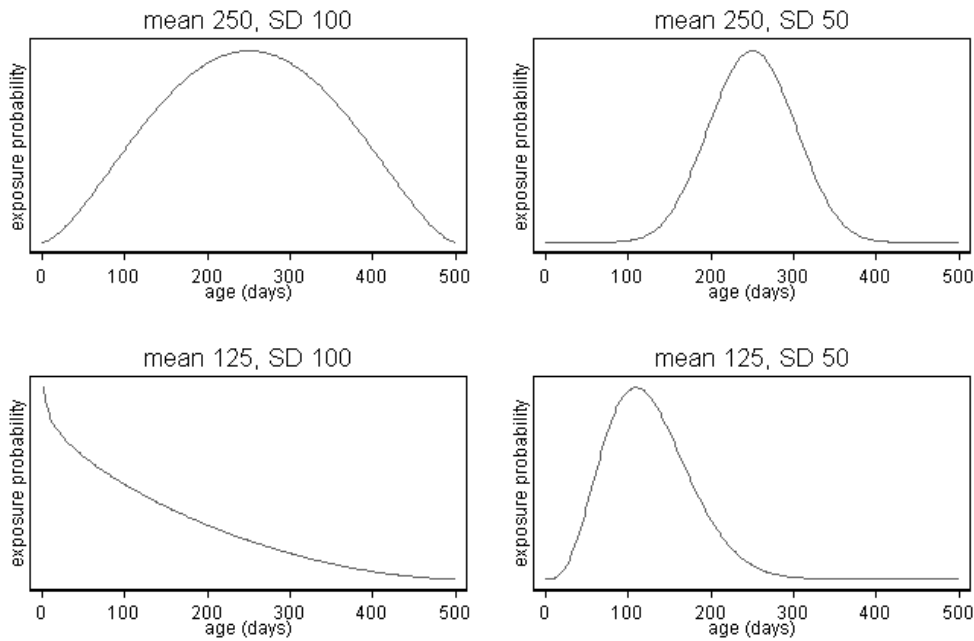 mean 250, SD 100
exposure probability
0 100 200 300 400 500
age (days)
mean 250, SD 50
exposure probability
0 100 200 300 400 500
age (days)
mean 125, SD 100
exposure probability
0 100 200 300 400 500
age (days)
mean 125, SD 50
exposure probability
0 100 200 300 400 500
age (days)